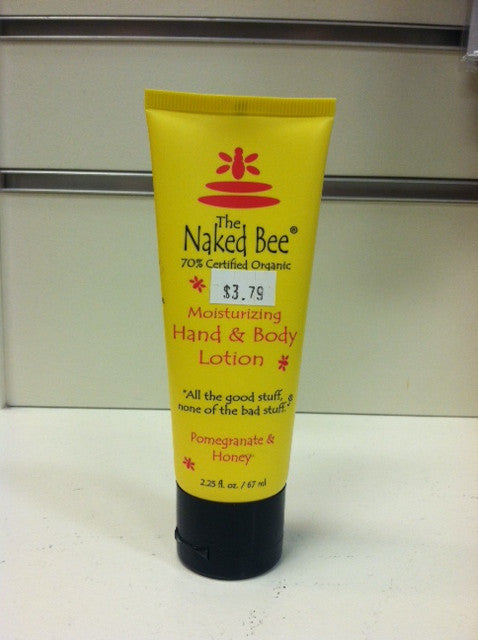 The
Naked Bee®
70% Certified Organic
$3.79
Moisturizing
Hand & Body
Lotion
"All the good stuff,
none of the bad stuff."®
Pomegranate &
Honey
2.25 fl. oz. / 67 ml